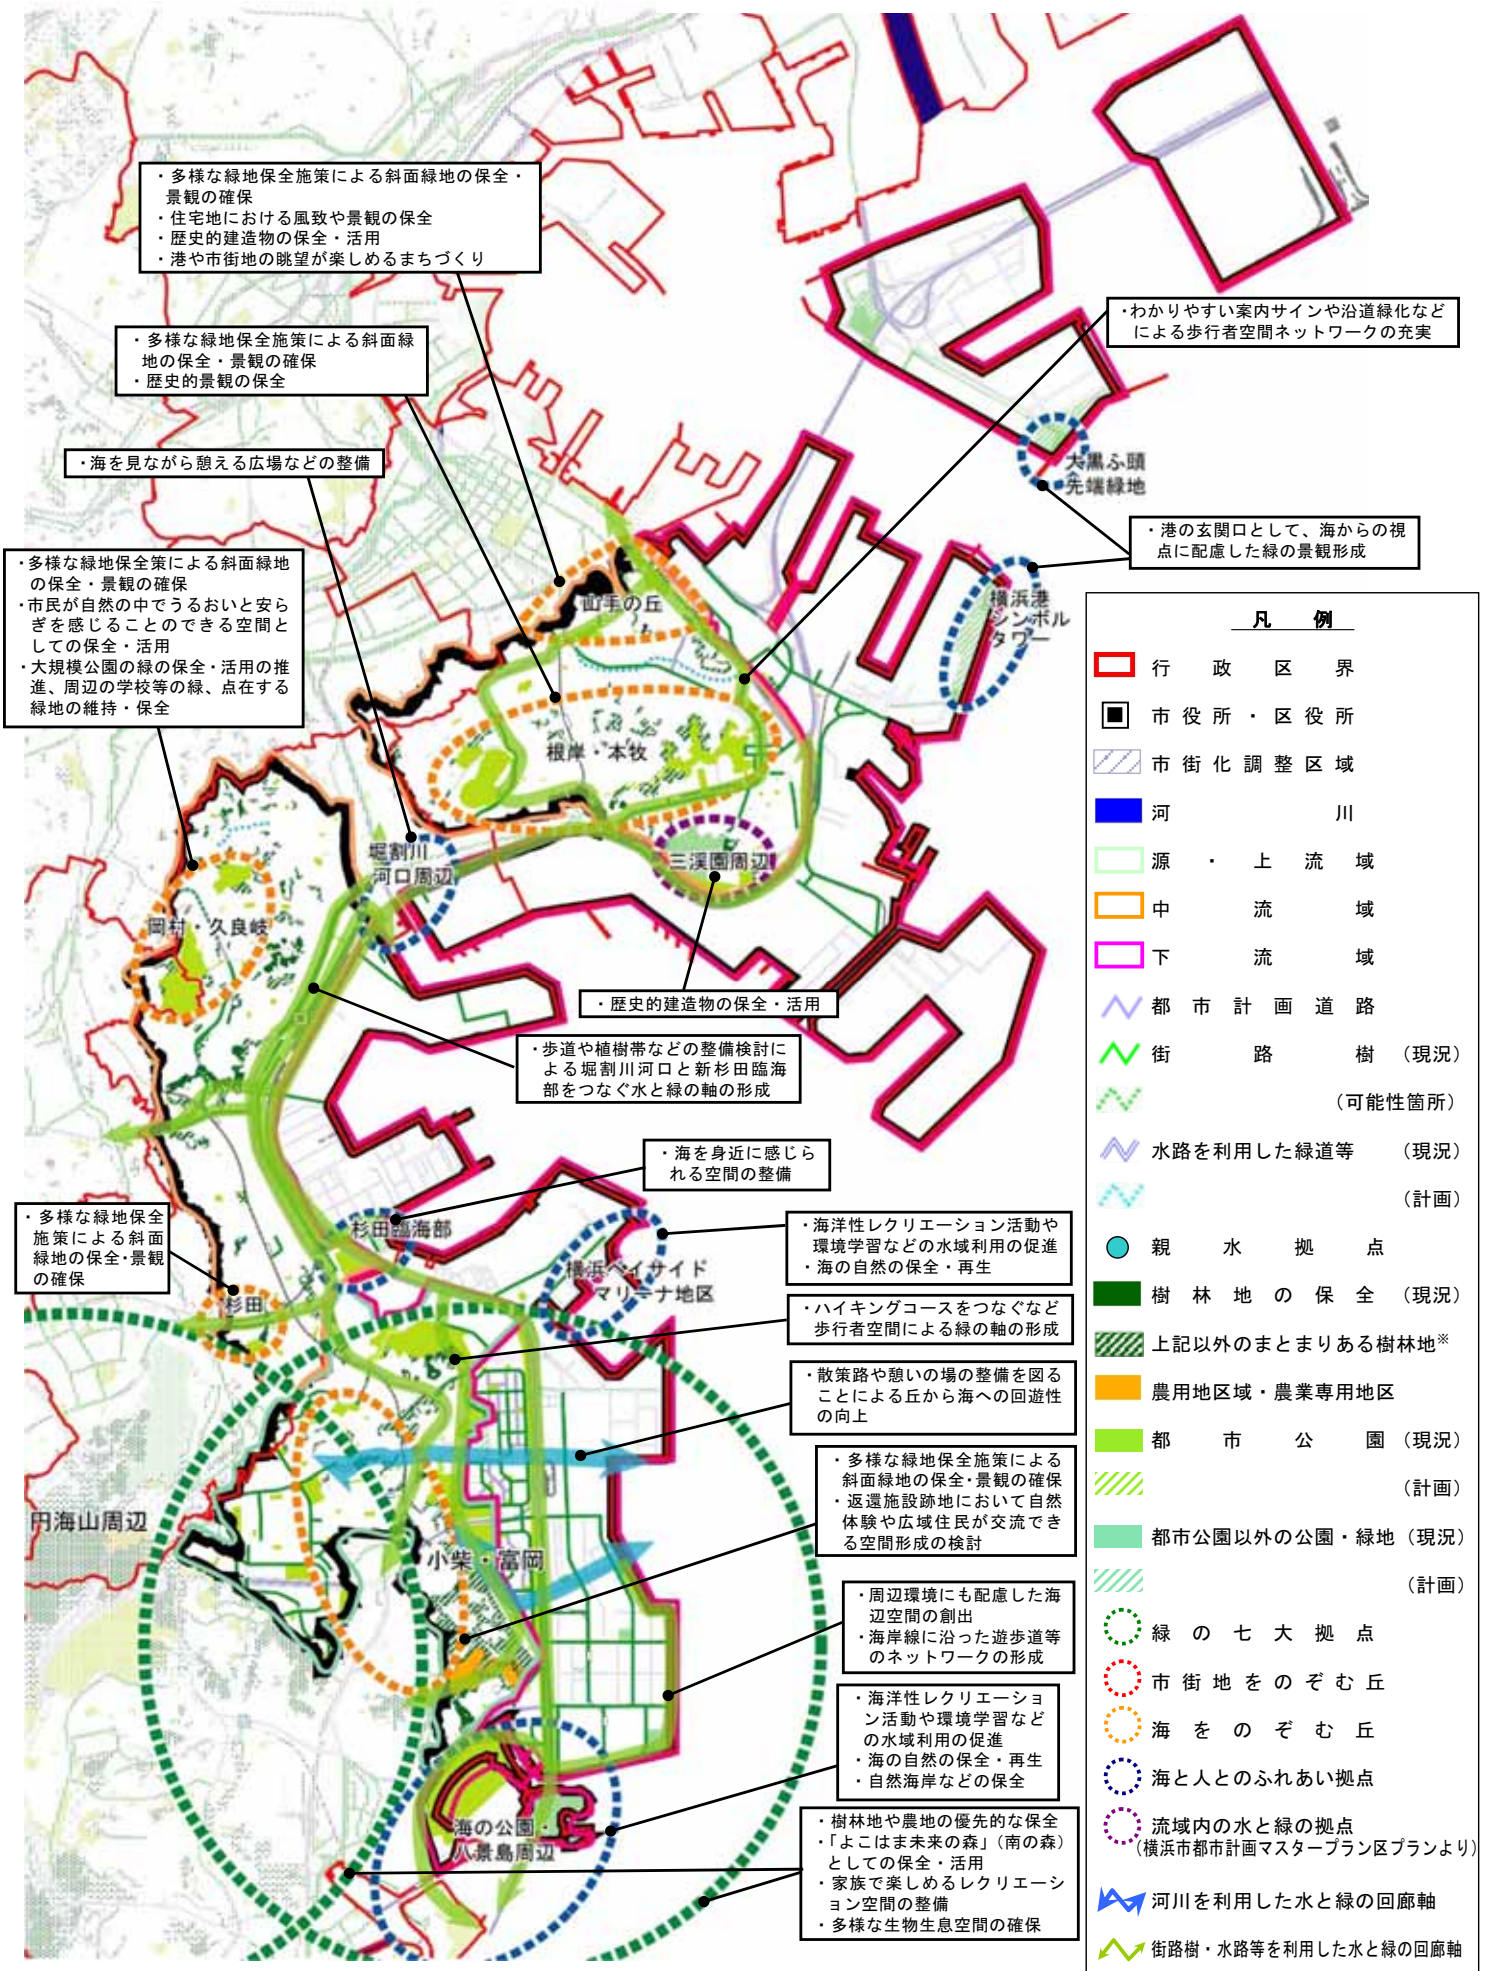 ・多様な緑地保全施策による斜面緑地の保全・
景観の確保
・住宅地における風致や景観の保全
・歴史的建造物の保全・活用
・港や市街地の眺望が楽しめるまちづくり
・多様な緑地保全施策による斜面緑
地の保全・景観の確保
・歴史的景観の保全
・わかりやすい案内サインや沿道緑化など
による歩行者空間ネットワークの充実
・海を見ながら憩える広場などの整備
大黒ふ頭
先端緑地
・港の玄関口として、海からの視
点に配慮した緑の景観形成
・多様な緑地保全策による斜面緑地
の保全・景観の確保
・市民が自然の中でうるおいと安ら
ぎを感じることのできる空間と
しての保全・活用
・大規模公園の緑の保全・活用の推
進、周辺の学校等の緑、点在する
緑地の維持・保全
山手の丘
横浜港
シンボル
タワー
根岸・本牧
堀割川
河口周辺
三渓園周辺
岡村・久良岐
・歴史的建造物の保全・活用
・歩道や植樹帯などの整備検討に
よる堀割川河口と新杉田臨海
部をつなぐ水と緑の軸の形成
・海を身近に感じら
れる空間の整備
・多様な緑地保全
施策による斜面
緑地の保全・景観
の確保
杉田臨海部
・海洋性レクリエーション活動や
環境学習などの水域利用の促進
・海の自然の保全・再生
横浜ベイサイド
マリーナ地区
杉田
・ハイキングコースをつなぐなど
歩行者空間による緑の軸の形成
・散策路や憩いの場の整備を図る
ことによる丘から海への回遊性
の向上
・多様な緑地保全施策による
斜面緑地の保全・景観の確保
・返還施設跡地において自然
体験や広域住民が交流でき
る空間形成の検討
円海山周辺
小柴・富岡
・周辺環境にも配慮した海
辺空間の創出
・海岸線に沿った遊歩道等
のネットワークの形成
・海洋性レクリエーショ
ン活動や環境学習など
の水域利用の促進
・海の自然の保全・再生
・自然海岸などの保全
海の公園・
八景島周辺
・樹林地や農地の優先的な保全
・「よこはま未来の森」（南の森）
としての保全・活用
・家族で楽しめるレクリエーシ
ョン空間の整備
・多様な生物生息空間の確保
凡 例
行政区界
市役所・区役所
市街化調整区域
河川
源・上流域
中流域
下流域
都市計画道路
街路樹（現況）
（可能性箇所）
水路を利用した緑道等（現況）
（計画）
親水拠点
樹林地の保全（現況）
上記以外のまとまりある樹林地※
農用地区域・農業専用地区
都市公園（現況）
（計画）
都市公園以外の公園・緑地（現況）
（計画）
緑の七大拠点
市街地をのぞむ丘
海をのぞむ丘
海と人とのふれあい拠点
流域内の水と緑の拠点
（横浜市都市計画マスタープラン区プランより）
河川を利用した水と緑の回廊軸
街路樹・水路等を利用した水と緑の回廊軸